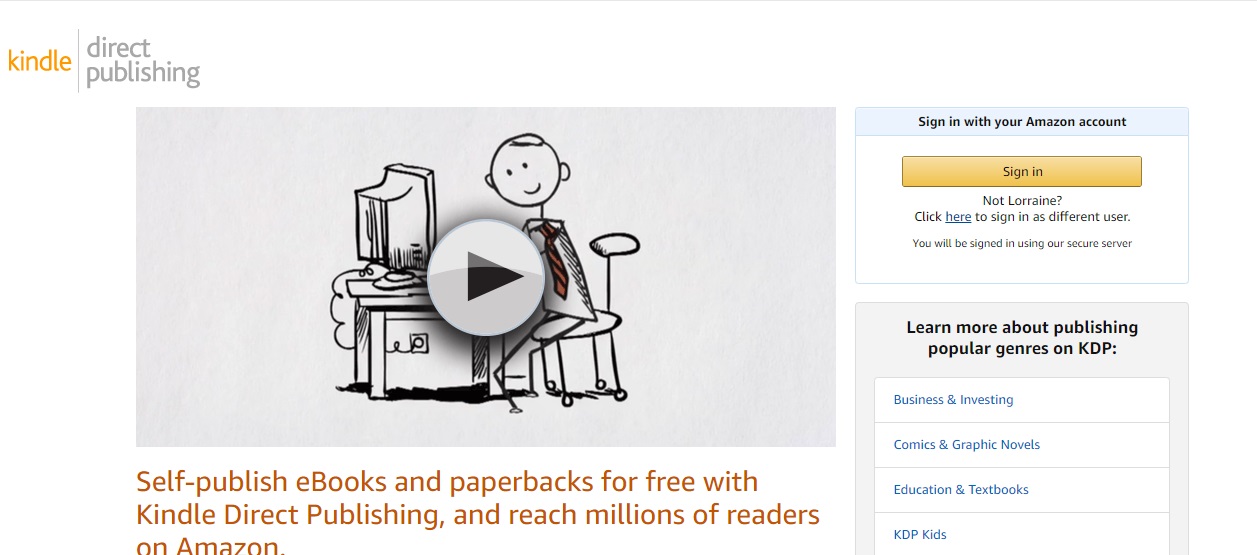 kindle
direct
publishing
Sign in with your Amazon account
Sign in
Not Lorraine?
Click here to sign in as different user.
You will be signed in using our secure server
Self-publish eBooks and paperbacks for free with
Kindle Direct Publishing, and reach millions of readers
on Amazon.
Learn more about publishing
popular genres on KDP:
Business & Investing
Comics & Graphic Novels
Education & Textbooks
KDP Kids